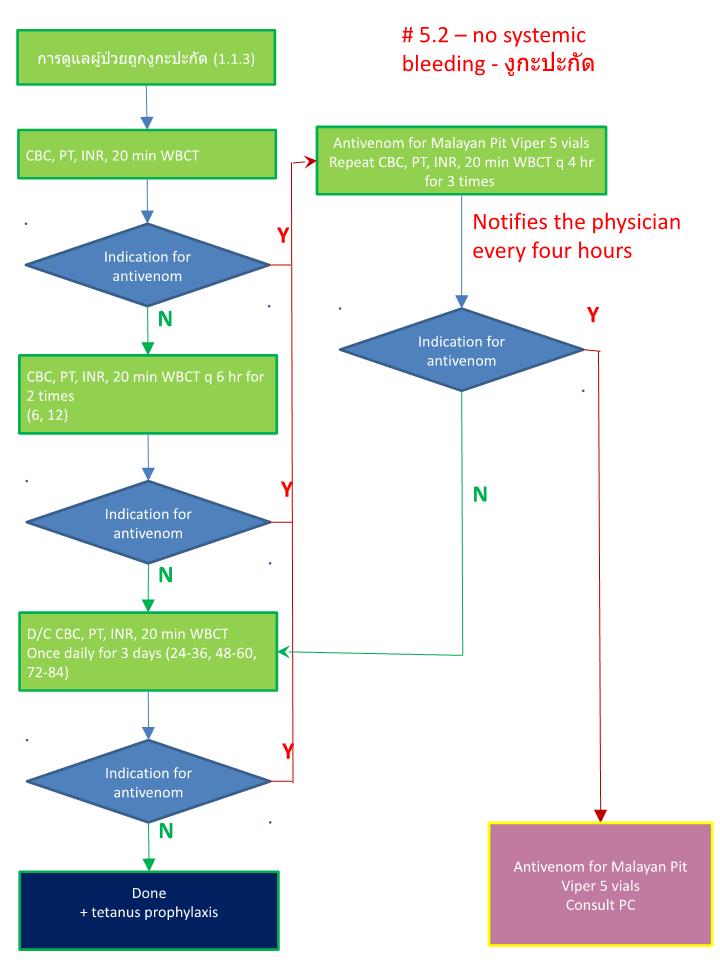 # 5.2 – no systemic
bleeding - งูกะปะกัด
การดูแลผู้ป่วยถูกงูกะปะกัด (1.1.3)
CBC, PT, INR, 20 min WBCT
Indication for
antivenom
Y
N
CBC, PT, INR, 20 min WBCT q 6 hr for
2 times
(6, 12)
Indication for
antivenom
Y
N
D/C CBC, PT, INR, 20 min WBCT
Once daily for 3 days (24-36, 48-60,
72-84)
Indication for
antivenom
Y
N
Done
+ tetanus prophylaxis
Antivenom for Malayan Pit Viper 5 vials
Repeat CBC, PT, INR, 20 min WBCT q 4 hr
for 3 times
Notifies the physician
every four hours
Indication for
antivenom
Y
N
Antivenom for Malayan Pit
Viper 5 vials
Consult PC